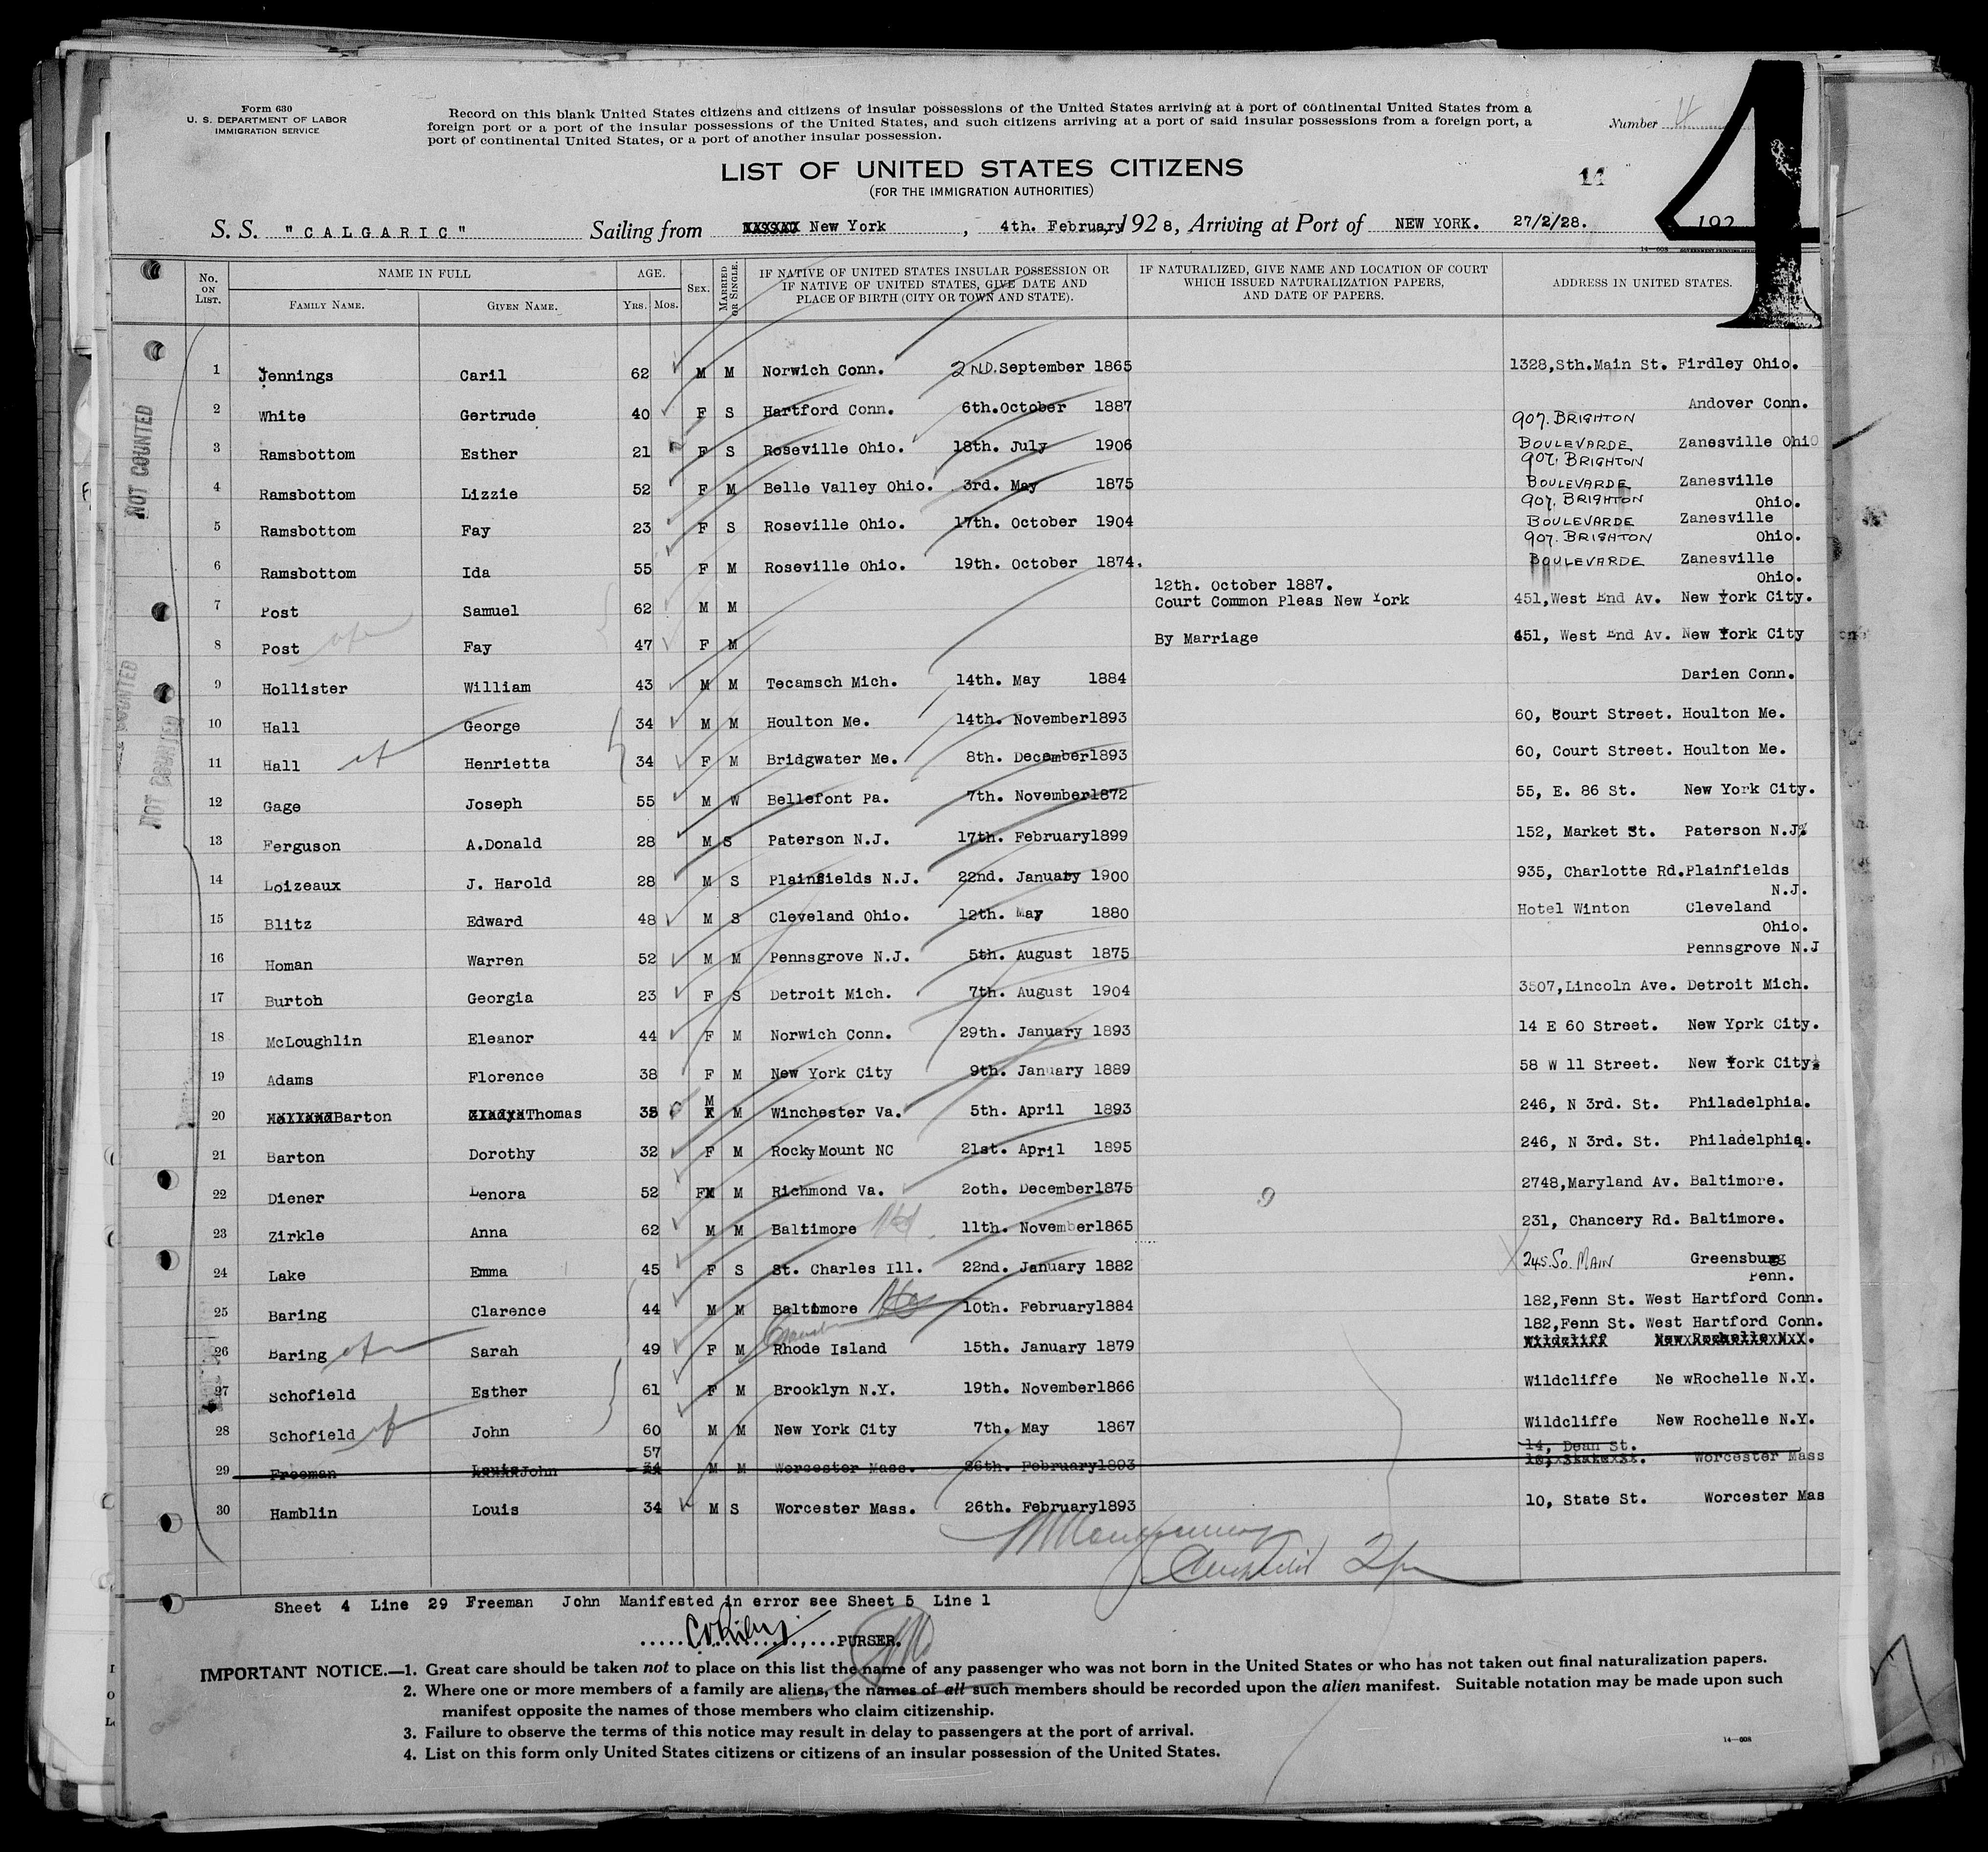 Form 630
U. S. DEPARTMENT OF LABOR
IMMIGRATION SERVICE
Record on this blank United States citizens and citizens of insular possessions of the United States arriving at a port of continental United States from a
foreign port or a port of the insular possessions of the United States, and such citizens arriving at a port of said insular possessions from a foreign port, a
port of continental United States, or a port of another insular possession.
Number 4
4
LIST OF UNITED STATES CITIZENS
(FOR THE IMMIGRATION AUTHORITIES)
11
S. S. "CALGARIC" Sailing from New York, 4th. February 1928, Arriving at Port of NEW YORK. 27/2/28. 192
No. ON LIST. NAME IN FULL FAMILY NAME. GIVEN NAME. AGE. YRS. MOS. SEX. MARRIED OR SINGLE. IF NATIVE OF UNITED STATES INSULAR POSSESSION OR IF NATIVE OF UNITED STATES, GIVE DATE AND PLACE OF BIRTH (CITY OR TOWN AND STATE). IF NATURALIZED, GIVE NAME AND LOCATION OF COURT WHICH ISSUED NATURALIZATION PAPERS, AND DATE OF PAPERS. ADDRESS IN UNITED STATES.
NOT COUNTED
NOT COUNTED
1 Jennings Caril 62 M M Norwich Conn. 2ND. September 1865 1328,Sth.Main St. Firdley Ohio.
2 White Gertrude 40 F S Hartford Conn. 6th.October 1887 Andover Conn.
3 Ramsbottom Esther 21 F S Roseville Ohio. 18th. July 1906 907. BRIGHTON BOULEVARDE Zanesville Ohio
4 Ramsbottom Lizzie 52 F M Belle Valley Ohio. 3rd. May 1875 907. BRIGHTON BOULEVARDE Zanesville Ohio.
5 Ramsbottom Fay 23 F S Roseville Ohio. 17th. October 1904 907. BRIGHTON BOULEVARDE Zanesville Ohio.
6 Ramsbottom Ida 55 F M Roseville Ohio. 19th. October 1874. 907. BRIGHTON BOULEVARDE Zanesville Ohio.
7 Post Samuel 62 M M 12th. October 1887. Court Common Pleas New York 451,West End Av. New York City.
8 Post Fay 47 F M By Marriage 451, West End Av. New York City
9 Hollister William 43 M M Tecamsch Mich. 14th. May 1884 Darien Conn.
10 Hall George 34 M M Houlton Me. 14th. November1893 60, Court Street. Houlton Me.
11 Hall Henrietta 34 F M Bridgwater Me. 8th. December1893 60, Court Street. Houlton Me.
12 Gage Joseph 55 M W Bellefont Pa. 7th. November1872 55, E. 86 St. New York City.
13 Ferguson A.Donald 28 M S Paterson N.J. 17th. February1899 152, Market St. Paterson N.J.
14 Loizeaux J. Harold 28 M S Plainfields N.J. 22nd. January 1900 935, Charlotte Rd.Plainfields N.J.
15 Blitz Edward 48 M S Cleveland Ohio. 12th. May 1880 Hotel Winton Cleveland Ohio.
16 Homan Warren 52 M M Pennsgrove N.J. 5th. August 1875 Pennsgrove N.J
17 Burton Georgia 23 F S Detroit Mich. 7th. August 1904 3507,Lincoln Ave. Detroit Mich.
18 McLoughlin Eleanor 44 F M Norwich Conn. 29th. January 1893 14 E 60 Street. New York City.
19 Adams Florence 38 F M New York City 9th. January 1889 58 W 11 Street. New York City.
20 Barton Thomas 35 M M Winchester Va. 5th. April 1893 246, N 3rd. St. Philadelphia.
21 Barton Dorothy 32 F M Rocky Mount NC 21st. April 1895 246, N 3rd. St. Philadelphia.
22 Diener Lenora 52 F M Richmond Va. 2oth. December1875 2748,Maryland Av. Baltimore.
23 Zirkle Anna 62 M M Baltimore Md. 11th. November1865 231, Chancery Rd. Baltimore.
24 Lake Emma 45 F S St. Charles Ill. 22nd. January 1882 245. So. MAIN Greensburg Penn.
25 Baring Clarence 44 M M Baltomore 10th. February1884 182,Fenn St. West Hartford Conn.
26 Baring Sarah 49 F M Rhode Island 15th. January 1879 182,Fenn St. West Hartford Conn.
27 Schofield Esther 61 F M Brooklyn N.Y. 19th. November1866 Wildcliffe Ne wRochelle N.Y.
28 Schofield John 60 M M New York City 7th. May 1867 Wildcliffe New Rochelle N.Y.
29 Freeman John 57 M M Worcester Mass. 26th. February1893 14, Dean St. Worcester Mass
30 Hamblin Louis 34 M S Worcester Mass. 26th. February1893 10, State St. Worcester Mas
Sheet 4 Line 29 Freeman John Manifested in error see Sheet 5 Line 1
PURSER.
IMPORTANT NOTICE.—1. Great care should be taken not to place on this list the name of any passenger who was not born in the United States or who has not taken out final naturalization papers.
2. Where one or more members of a family are aliens, the names of all such members should be recorded upon the alien manifest. Suitable notation may be made upon such
manifest opposite the names of those members who claim citizenship.
3. Failure to observe the terms of this notice may result in delay to passengers at the port of arrival.
4. List on this form only United States citizens or citizens of an insular possession of the United States.
14—608